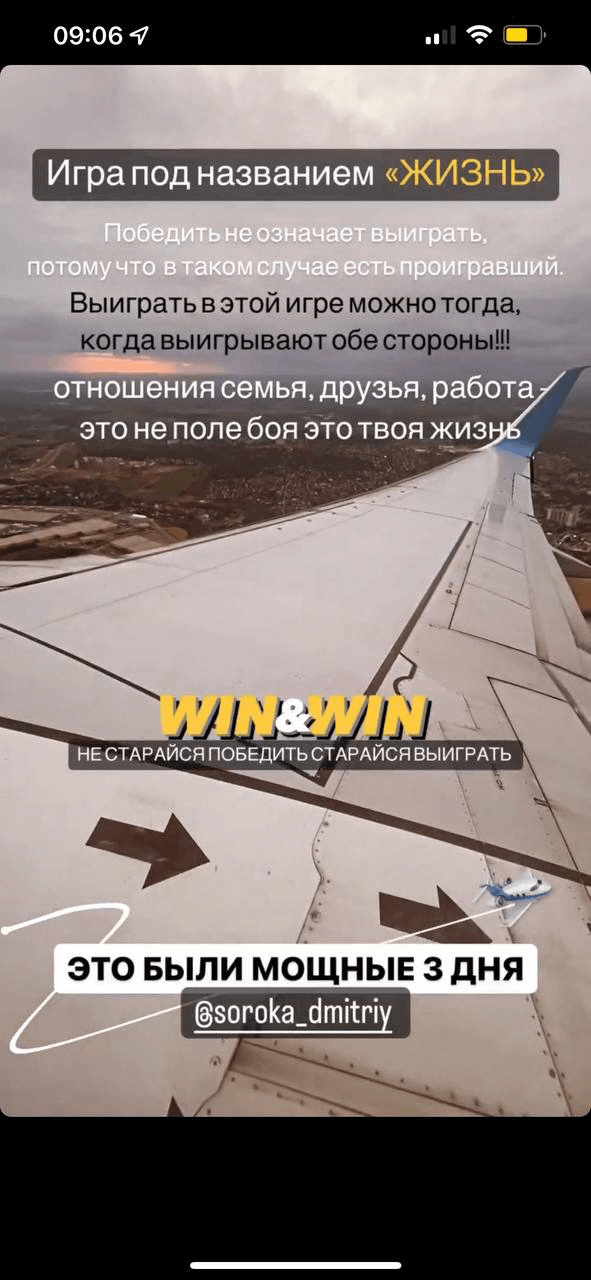 09:06
Игра под названием «ЖИЗНЬ»
Победить не означает выиграть,
потому что в таком случае есть проигравший.
Выиграть в этой игре можно тогда,
когда выигрывают обе стороны!!!
отношения семья, друзья, работа -
это не поле боя это твоя жизнь
WIN&WIN
НЕ СТАРАЙСЯ ПОБЕДИТЬ СТАРАЙСЯ ВЫИГРАТЬ
ЭТО БЫЛИ МОЩНЫЕ 3 ДНЯ
@soroka_dmitriy